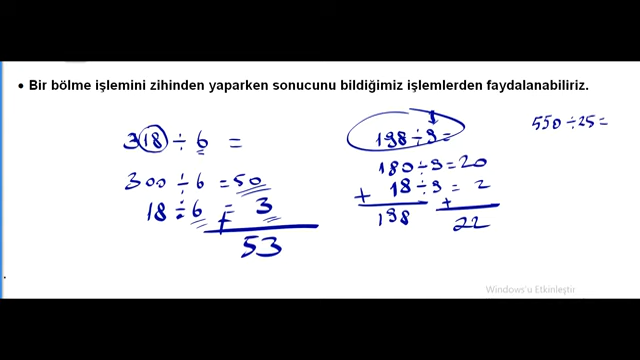 • Bir bölme işlemini zihinden yaparken sonucunu bildiğimiz işlemlerden faydalanabiliriz.
318 ÷ 6 =
300 ÷ 6 = 50
18 ÷ 6 = 3
+
53
198 ÷ 9 =
180 ÷ 9 = 20
+ 18 ÷ 9 = 2
+
198 22
550 ÷ 25 =
Windows'u Etkinleştir